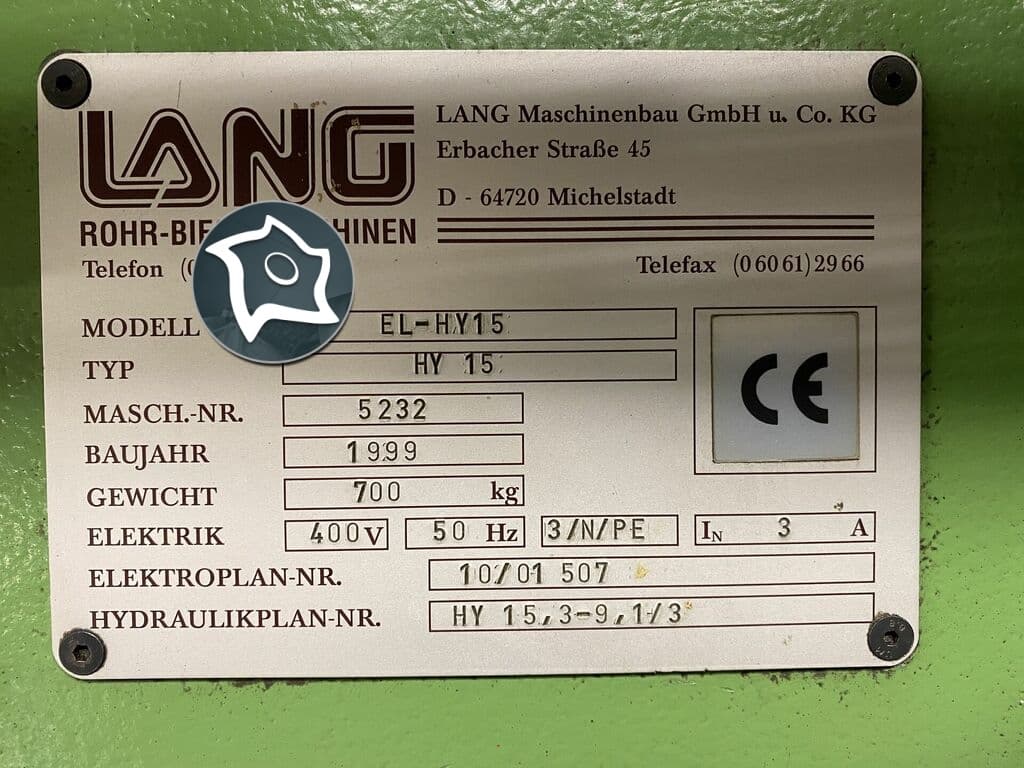 LANG
ROHR-BIE HINEN
LANG Maschinenbau GmbH u. Co. KG
Erbacher Straße 45
D - 64720 Michelstadt
Telefon
Telefax (0 60 61) 29 66
MODELL EL-HY15
TYP HY 15
MASCH.-NR. 5232
BAUJAHR 1999
GEWICHT 700 kg
ELEKTRIK 400 V 50 Hz 3/N/PE IN 3 A
ELEKTROPLAN-NR. 10/01 507
HYDRAULIKPLAN-NR. HY 15,3-9,1/3
CE